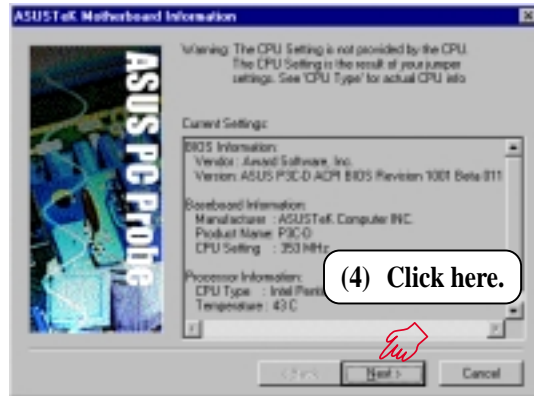 ASUSTeK Motherboard Information
ASUS PC Probe
Warning: The CPU Setting is not provided by the CPU.
The CPU Setting is the result of your jumper
settings. See 'CPU Type' for actual CPU info
Current Settings:
BIOS Information:
Vendor : Award Software, Inc.
Version: ASUS P3C-D ACPI BIOS Revision 1001 Beta 011
Baseboard Information:
Manufacturer : ASUSTeK Computer INC.
Product Name: P3C-D
CPU Setting : 353 MHz
Processor Information:
CPU Type : Intel
Temperature : 43 C
(4) Click here.
< Back
Next >
Cancel